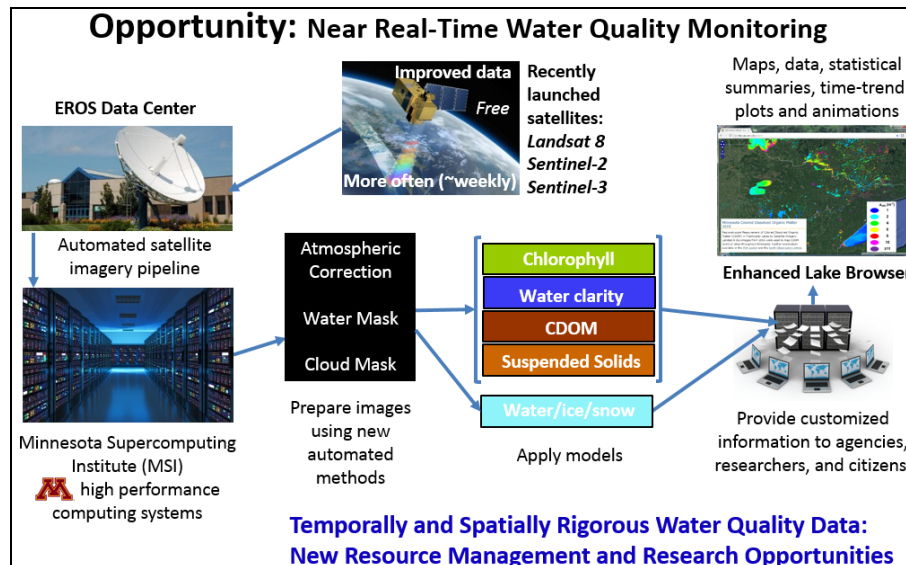 Opportunity: Near Real-Time Water Quality Monitoring
EROS Data Center
Automated satellite
imagery pipeline
Minnesota Supercomputing
Institute (MSI)
M high performance
computing systems
Improved data
Free
More often (~weekly)
Recently
launched
satellites:
Landsat 8
Sentinel-2
Sentinel-3
Atmospheric
Correction
Water Mask
Cloud Mask
Prepare images
using new
automated
methods
Chlorophyll
Water clarity
CDOM
Suspended Solids
Water/ice/snow
Apply models
Maps, data, statistical
summaries, time-trend
plots and animations
Enhanced Lake Browser
Provide customized
information to agencies,
researchers, and citizens
Temporally and Spatially Rigorous Water Quality Data:
New Resource Management and Research Opportunities